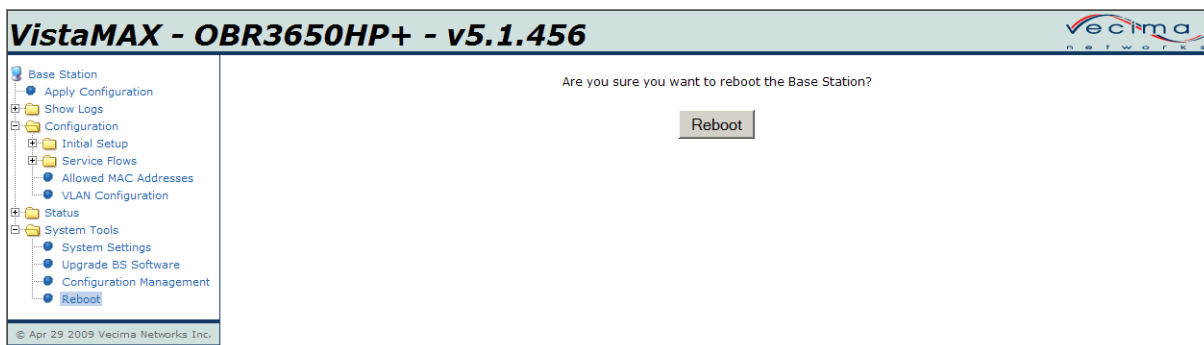 VistaMAX - OBR3650HP+ - v5.1.456
vecima
networks
Base Station
Apply Configuration
Show Logs
Configuration
Initial Setup
Service Flows
Allowed MAC Addresses
VLAN Configuration
Status
System Tools
System Settings
Upgrade BS Software
Configuration Management
Reboot
© Apr 29 2009 Vecima Networks Inc.
Are you sure you want to reboot the Base Station?
Reboot